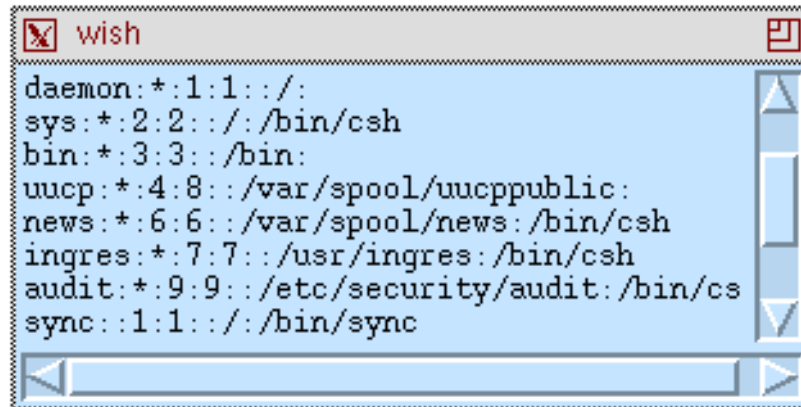 wish
daemon:*:1:1::/:
sys:*:2:2::/:/bin/csh
bin:*:3:3::/bin:
uucp:*:4:8::/var/spool/uucppublic:
news:*:6:6::/var/spool/news:/bin/csh
ingres:*:7:7::/usr/ingres:/bin/csh
audit:*:9:9::/etc/security/audit:/bin/cs
sync::1:1::/:/bin/sync